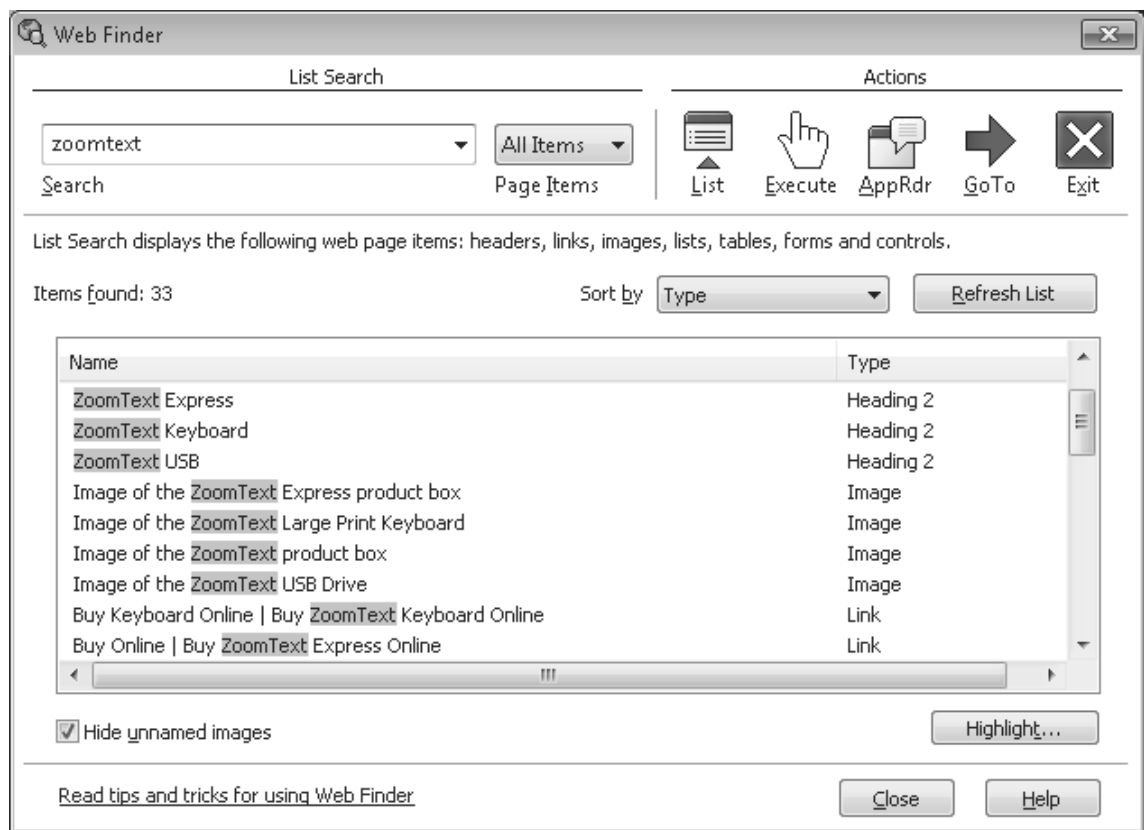 Web Finder
List Search
Actions
zoomtext
All Items
Search
Page Items
List
Execute
AppRdr
GoTo
Exit
List Search displays the following web page items: headers, links, images, lists, tables, forms and controls.
Items found: 33
Sort by
Type
Refresh List
Name Type
ZoomText Express Heading 2
ZoomText Keyboard Heading 2
ZoomText USB Heading 2
Image of the ZoomText Express product box Image
Image of the ZoomText Large Print Keyboard Image
Image of the ZoomText product box Image
Image of the ZoomText USB Drive Image
Buy Keyboard Online | Buy ZoomText Keyboard Online Link
Buy Online | Buy ZoomText Express Online Link
Hide unnamed images
Highlight...
Read tips and tricks for using Web Finder
Close
Help